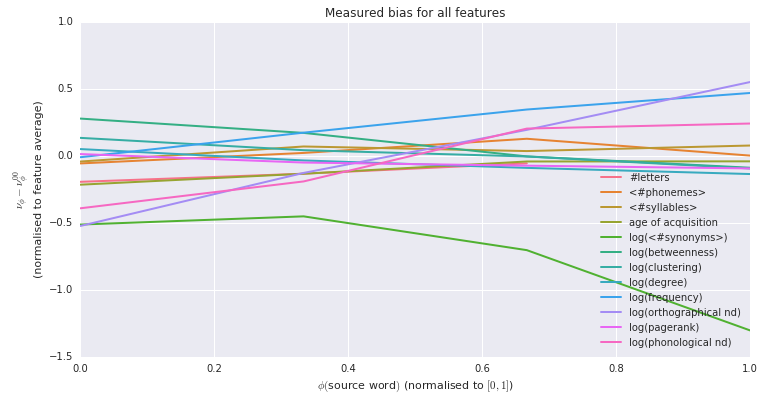 Measured bias for all features
1.0
0.5
0.0
−0.5
−1.0
−1.5
ν_φ − ν_φ^00
(normalised to feature average)
#letters
<#phonemes>
<#syllables>
age of acquisition
log(<#synonyms>)
log(betweenness)
log(clustering)
log(degree)
log(frequency)
log(orthographical nd)
log(pagerank)
log(phonological nd)
0.0 0.2 0.4 0.6 0.8 1.0
ϕ(source word) (normalised to [0, 1])